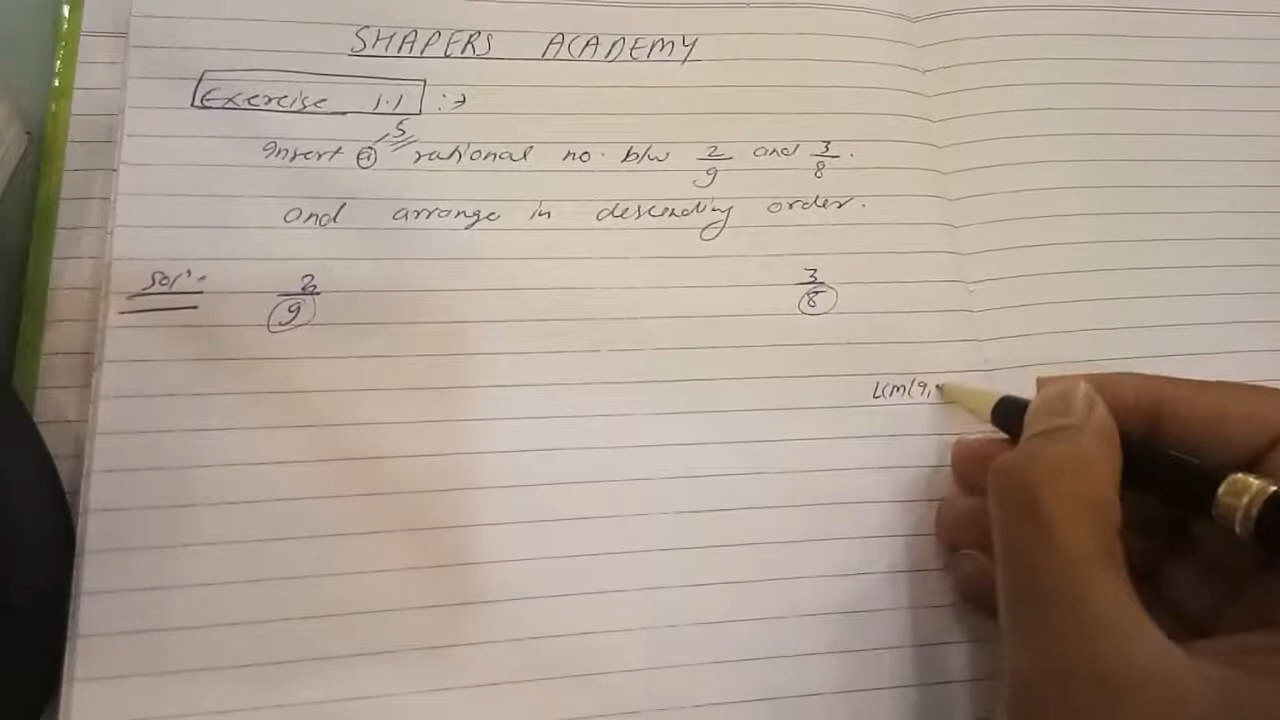 SHAPERS ACADEMY
Exercise 1.1 :→
5
Insert a rational no. b/w 2/9 and 3/8.
and arrange in descending order.
Sol^n- 2/9 3/8
LCM(9,